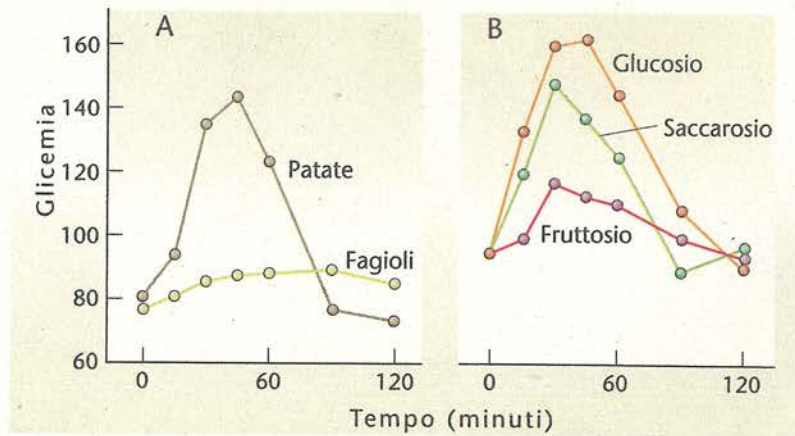 A
B
Glicemia
160
140
120
100
80
60
Patate
Fagioli
Glucosio
Saccarosio
Fruttosio
0
60
120
0
60
120
Tempo (minuti)